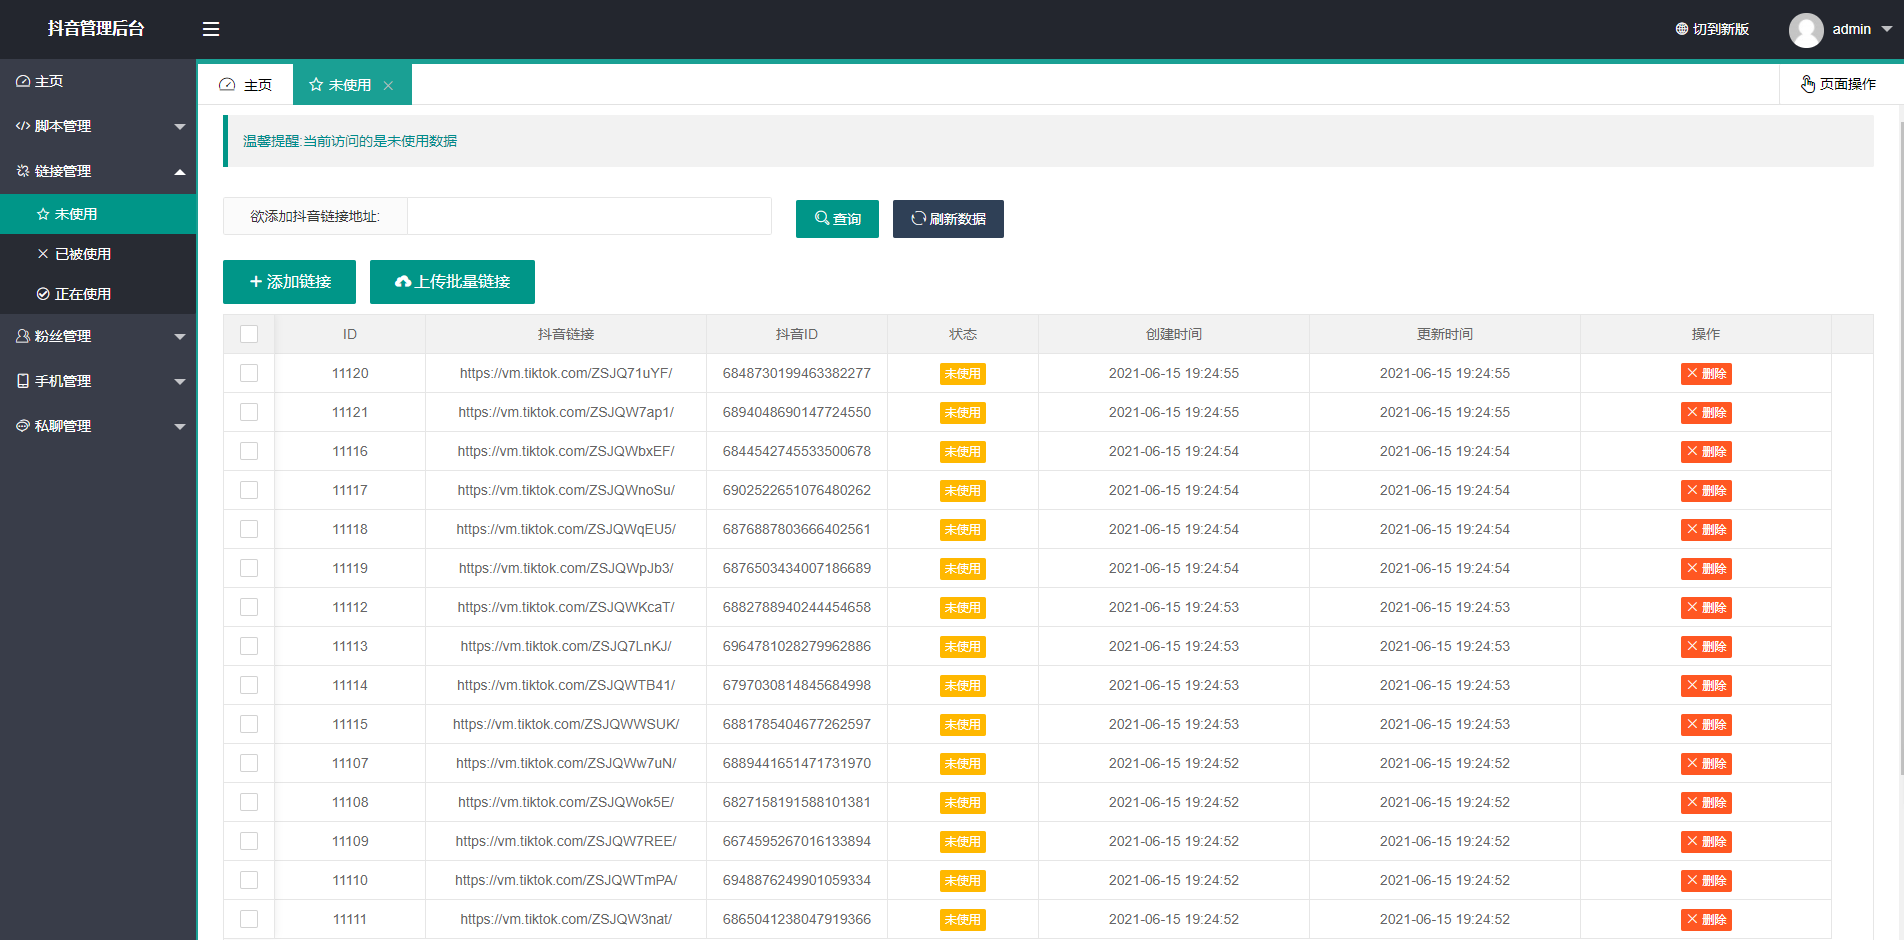 抖音管理后台
切到新版 admin
主页
脚本管理
链接管理
未使用
已被使用
正在使用
粉丝管理
手机管理
私聊管理
主页 未使用 页面操作
温馨提醒:当前访问的是未使用数据
欲添加抖音链接地址: 查询 刷新数据
添加链接 上传批量链接
ID 抖音链接 抖音ID 状态 创建时间 更新时间 操作
11120 https://vm.tiktok.com/ZSJQ71uYF/ 6848730199463382277 未使用 2021-06-15 19:24:55 2021-06-15 19:24:55 删除
11121 https://vm.tiktok.com/ZSJQW7ap1/ 6894048690147724550 未使用 2021-06-15 19:24:55 2021-06-15 19:24:55 删除
11116 https://vm.tiktok.com/ZSJQWbxEF/ 6844542745533500678 未使用 2021-06-15 19:24:54 2021-06-15 19:24:54 删除
11117 https://vm.tiktok.com/ZSJQWnoSu/ 6902522651076480262 未使用 2021-06-15 19:24:54 2021-06-15 19:24:54 删除
11118 https://vm.tiktok.com/ZSJQWqEU5/ 6876887803666402561 未使用 2021-06-15 19:24:54 2021-06-15 19:24:54 删除
11119 https://vm.tiktok.com/ZSJQWpJb3/ 6876503434007186689 未使用 2021-06-15 19:24:54 2021-06-15 19:24:54 删除
11112 https://vm.tiktok.com/ZSJQWKcaT/ 6882788940244454658 未使用 2021-06-15 19:24:53 2021-06-15 19:24:53 删除
11113 https://vm.tiktok.com/ZSJQ7LnKJ/ 6964781028279962886 未使用 2021-06-15 19:24:53 2021-06-15 19:24:53 删除
11114 https://vm.tiktok.com/ZSJQWTB41/ 6797030814845684998 未使用 2021-06-15 19:24:53 2021-06-15 19:24:53 删除
11115 https://vm.tiktok.com/ZSJQWWSUK/ 6881785404677262597 未使用 2021-06-15 19:24:53 2021-06-15 19:24:53 删除
11107 https://vm.tiktok.com/ZSJQWw7uN/ 6889441651471731970 未使用 2021-06-15 19:24:52 2021-06-15 19:24:52 删除
11108 https://vm.tiktok.com/ZSJQWok5E/ 6827158191588101381 未使用 2021-06-15 19:24:52 2021-06-15 19:24:52 删除
11109 https://vm.tiktok.com/ZSJQW7REE/ 6674595267016133894 未使用 2021-06-15 19:24:52 2021-06-15 19:24:52 删除
11110 https://vm.tiktok.com/ZSJQWTmPA/ 6948876249901059334 未使用 2021-06-15 19:24:52 2021-06-15 19:24:52 删除
11111 https://vm.tiktok.com/ZSJQW3nat/ 6865041238047919366 未使用 2021-06-15 19:24:52 2021-06-15 19:24:52 删除